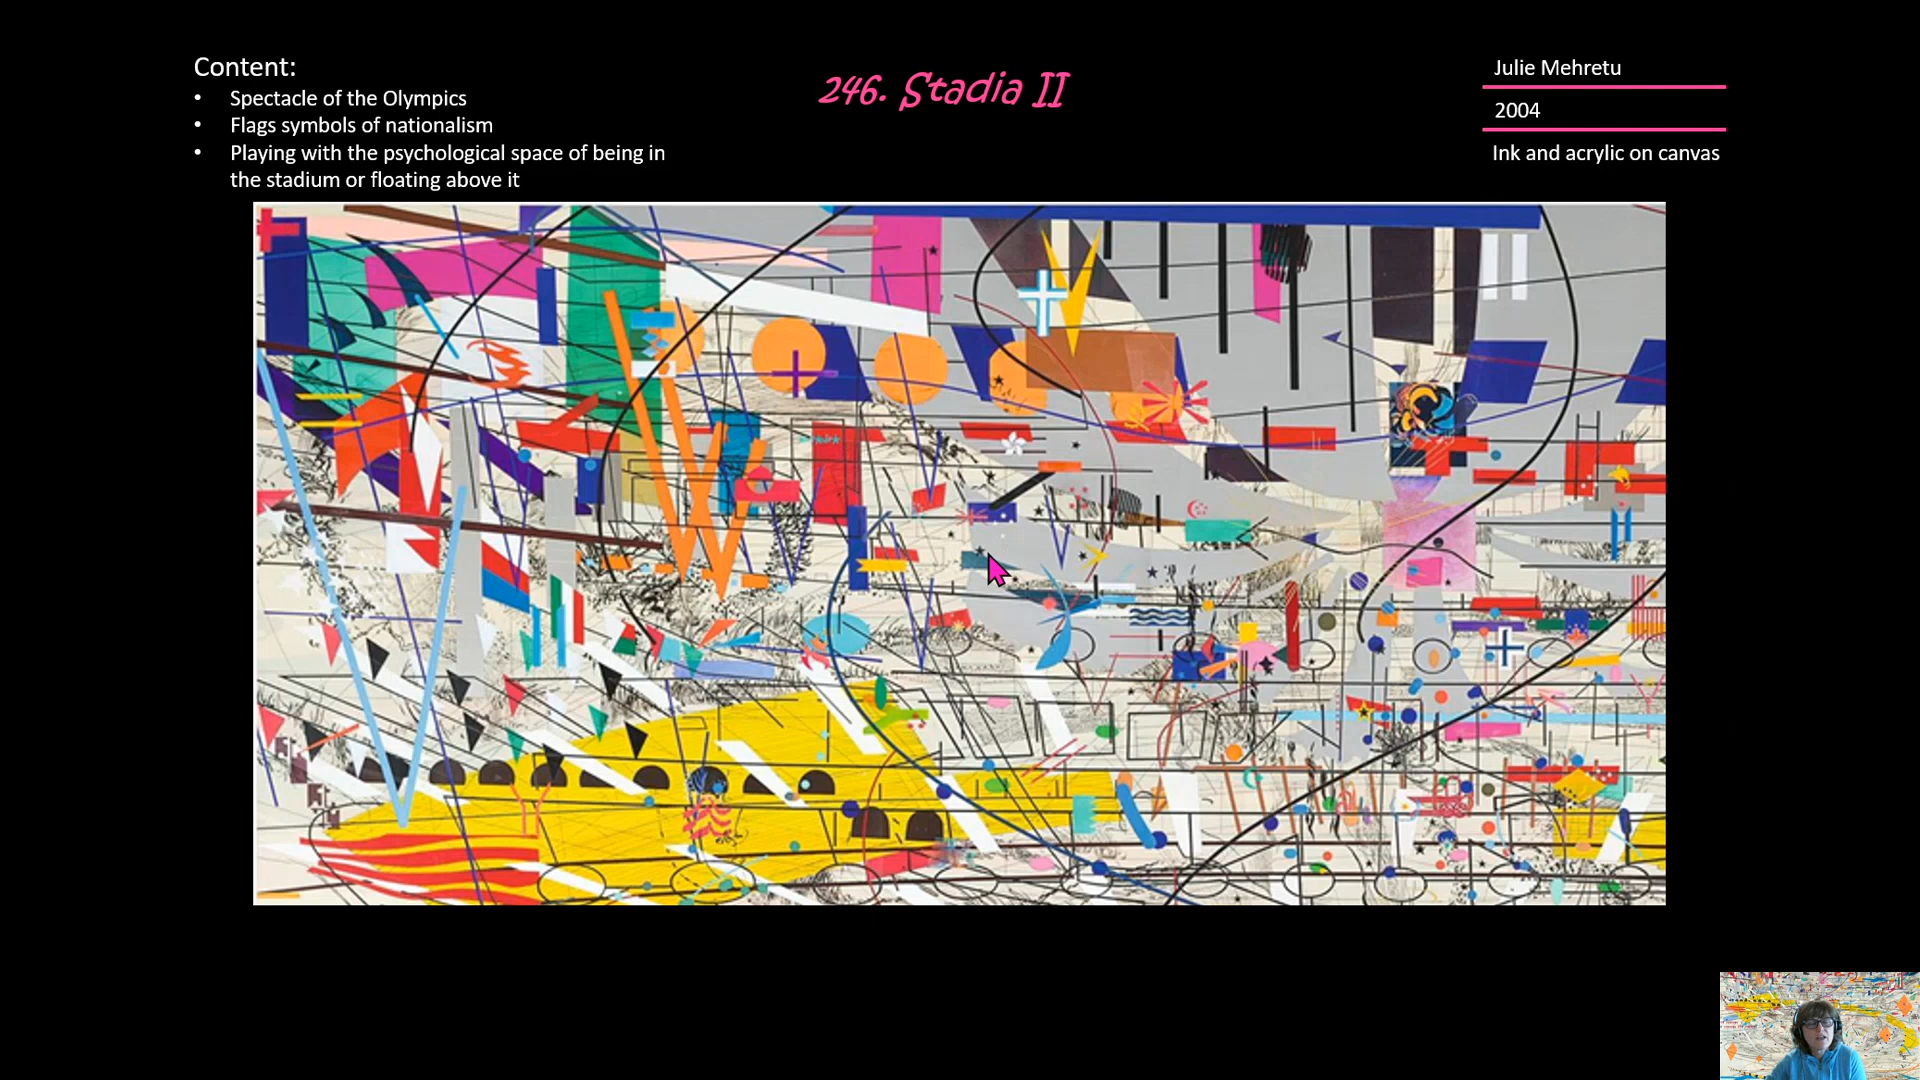 Content:
• Spectacle of the Olympics
• Flags symbols of nationalism
• Playing with the psychological space of being in
the stadium or floating above it
246. Stadia II
Julie Mehretu
2004
Ink and acrylic on canvas